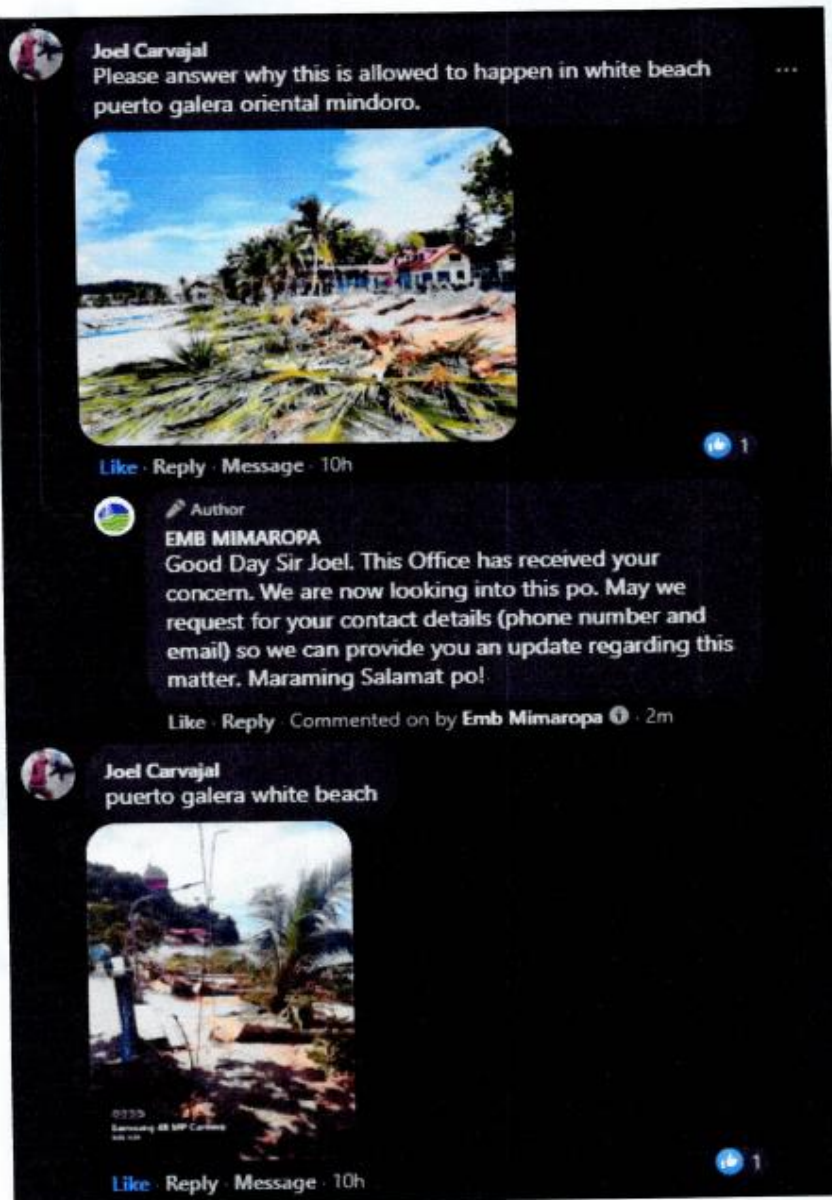 Joel Carvajal
Please answer why this is allowed to happen in white beach
puerto galera oriental mindoro.
Like · Reply · Message · 10h
1
Author
EMB MIMAROPA
Good Day Sir Joel. This Office has received your
concern. We are now looking into this po. May we
request for your contact details (phone number and
email) so we can provide you an update regarding this
matter. Maraming Salamat po!
Like · Reply · Commented on by Emb Mimaropa · 2m
Joel Carvajal
puerto galera white beach
Samsung 48 MP Camera
Like · Reply · Message · 10h
1